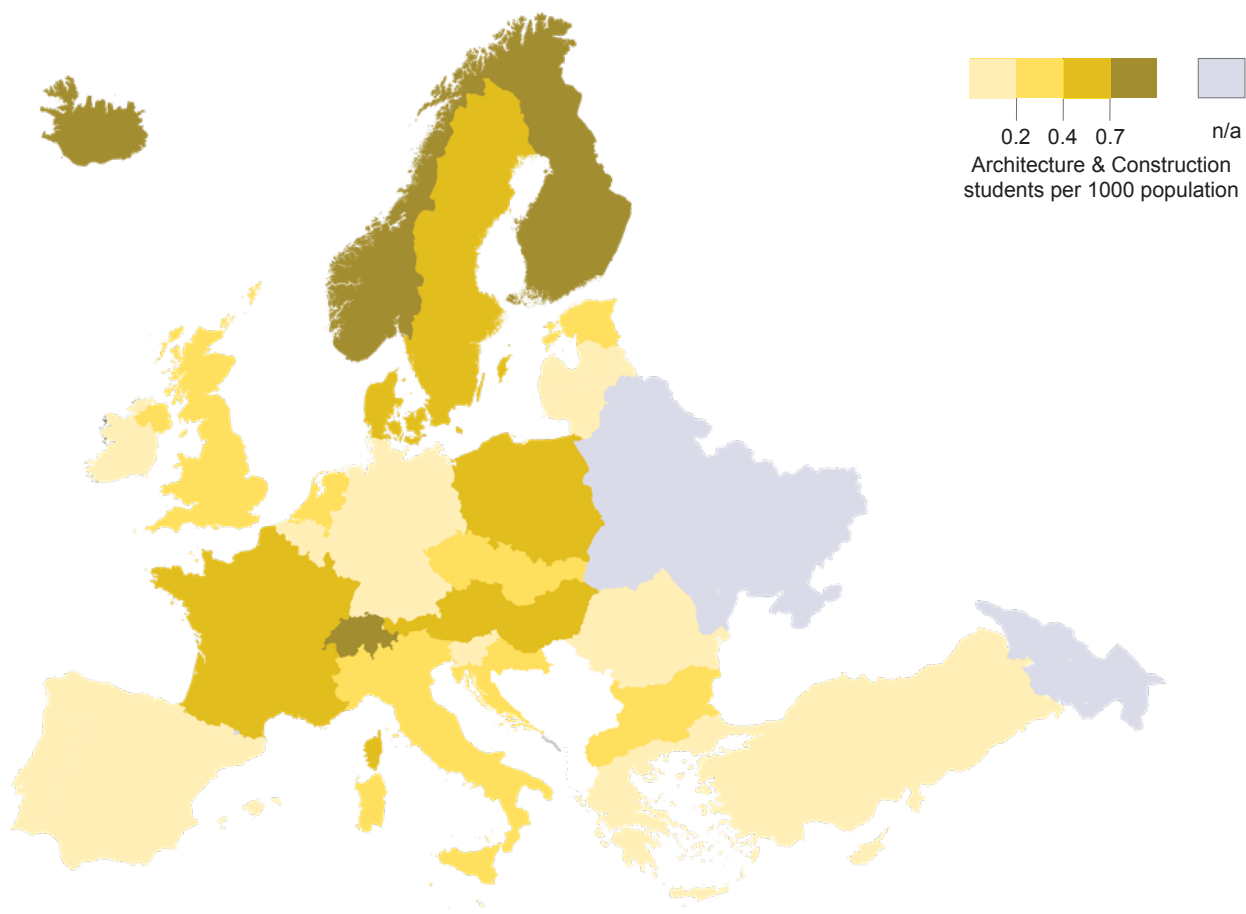 0.2 0.4 0.7 n/a
Architecture & Construction
students per 1000 population